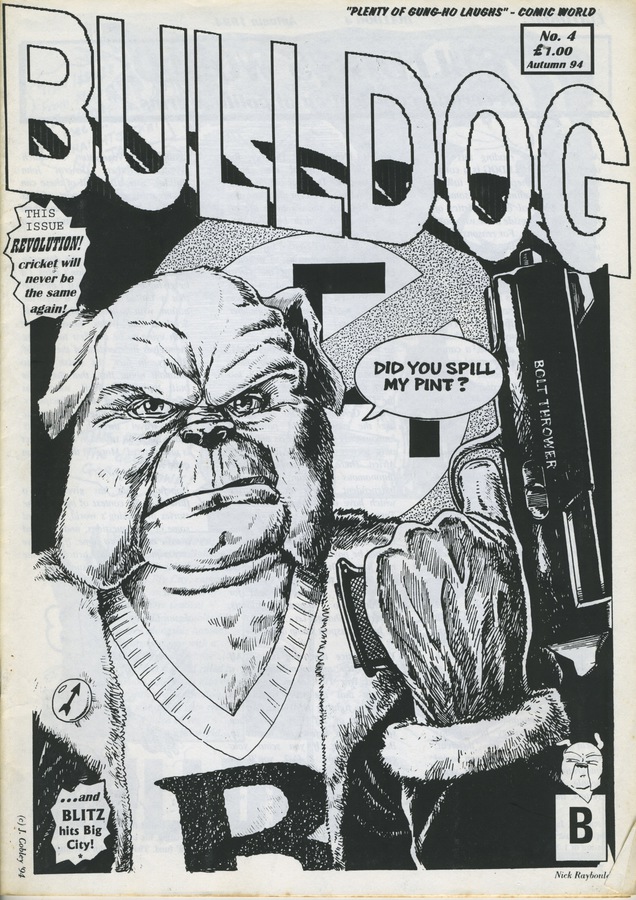 "PLENTY OF GUNG-HO LAUGHS" - COMIC WORLD
No. 4
£1.00
Autumn 94
BULLDOG
THIS
ISSUE
REVOLUTION!
cricket will
never be
the same
again!
DID YOU SPILL
MY PINT?
BOLT THROWER
B
...and
BLITZ
hits Big
City!
B
(c) J. Cobley '94
Nick Rayboul